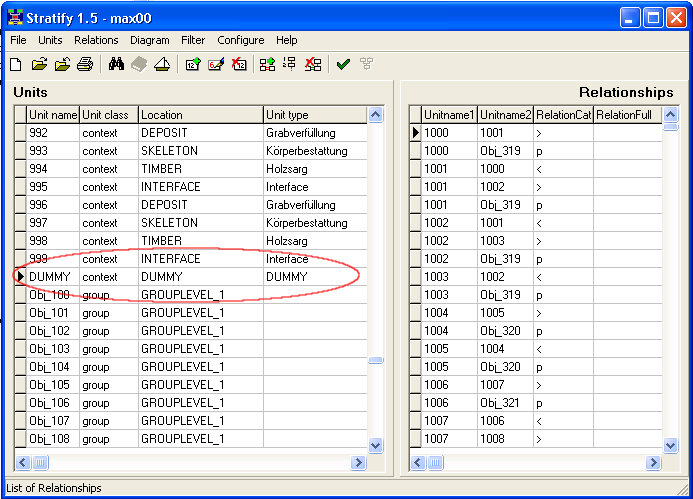 Stratify 1.5 - max00
File Units Relations Diagram Filter Configure Help
Units
Unit name Unit class Location Unit type
992 context DEPOSIT Grabverfüllung
993 context SKELETON Körperbestattung
994 context TIMBER Holzsarg
995 context INTERFACE Interface
996 context DEPOSIT Grabverfüllung
997 context SKELETON Körperbestattung
998 context TIMBER Holzsarg
999 context INTERFACE Interface
DUMMY context DUMMY DUMMY
Obj_100 group GROUPLEVEL_1
Obj_101 group GROUPLEVEL_1
Obj_102 group GROUPLEVEL_1
Obj_103 group GROUPLEVEL_1
Obj_104 group GROUPLEVEL_1
Obj_105 group GROUPLEVEL_1
Obj_106 group GROUPLEVEL_1
Obj_107 group GROUPLEVEL_1
Obj_108 group GROUPLEVEL_1
Relationships
Unitname1 Unitname2 RelationCat RelationFull
1000 1001 >
1000 Obj_319 p
1001 1000 <
1001 1002 >
1001 Obj_319 p
1002 1001 <
1002 1003 >
1002 Obj_319 p
1003 1002 <
1003 Obj_319 p
1004 1005 >
1004 Obj_320 p
1005 1004 <
1005 Obj_320 p
1006 1007 >
1006 Obj_321 p
1007 1006 <
1007 1008 >
List of Relationships